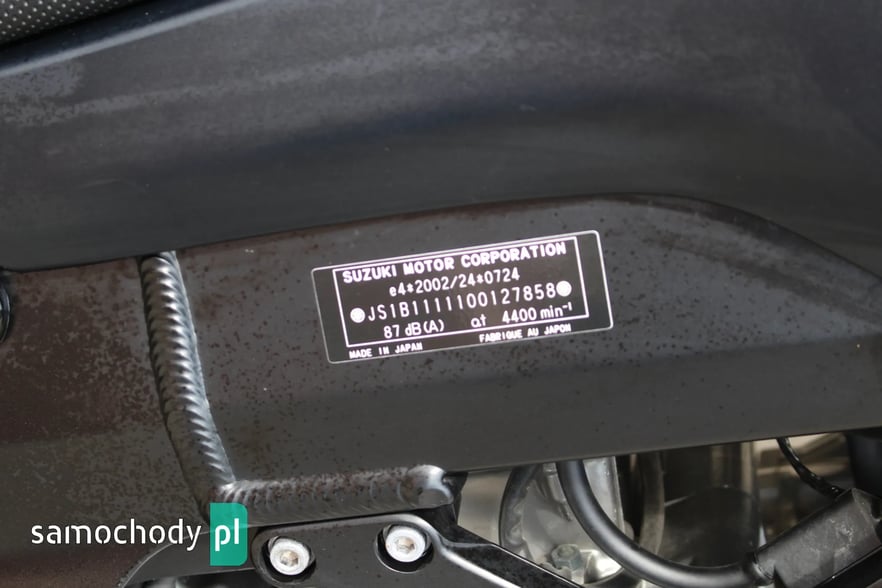 SUZUKI MOTOR CORPORATION
e4*2002/24*0724
JS1B1111100127858
87 dB(A) at 4400 min⁻¹
MADE IN JAPAN FABRIQUE AU JAPON
samochody pl